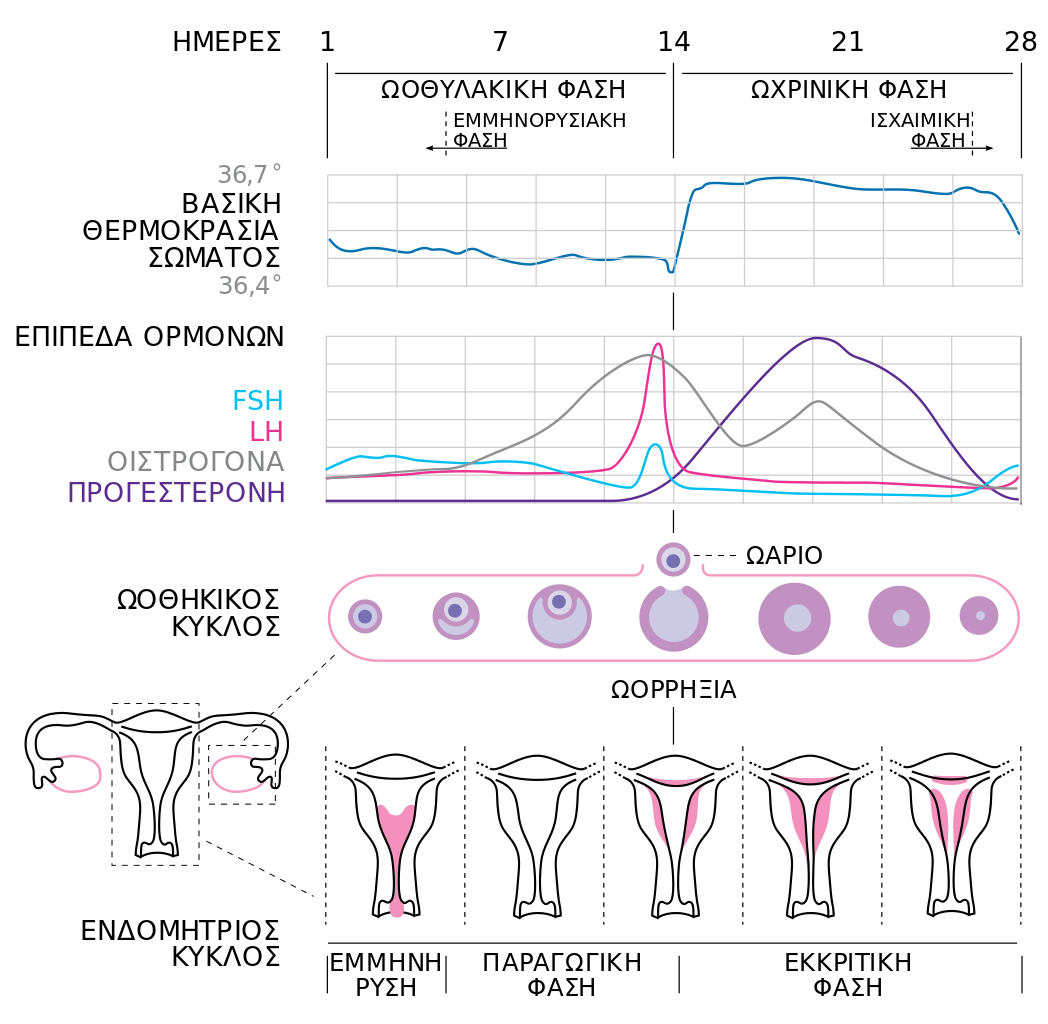 ΗΜΕΡΕΣ 1 7 14 21 28
ΩΟΘΥΛΑΚΙΚΗ ΦΑΣΗ ΩΧΡΙΝΙΚΗ ΦΑΣΗ
ΕΜΜΗΝΟΡΥΣΙΑΚΗ
ΦΑΣΗ
ΙΣΧΑΙΜΙΚΗ
ΦΑΣΗ
36,7°
ΒΑΣΙΚΗ
ΘΕΡΜΟΚΡΑΣΙΑ
ΣΩΜΑΤΟΣ
36,4°
ΕΠΙΠΕΔΑ ΟΡΜΟΝΩΝ
FSH
LH
ΟΙΣΤΡΟΓΟΝΑ
ΠΡΟΓΕΣΤΕΡΟΝΗ
ΩΑΡΙΟ
ΩΟΘΗΚΙΚΟΣ
ΚΥΚΛΟΣ
ΩΟΡΡΗΞΙΑ
ΕΝΔΟΜΗΤΡΙΟΣ
ΚΥΚΛΟΣ
ΕΜΜΗΝΗ
ΡΥΣΗ
ΠΑΡΑΓΩΓΙΚΗ
ΦΑΣΗ
ΕΚΚΡΙΤΙΚΗ
ΦΑΣΗ